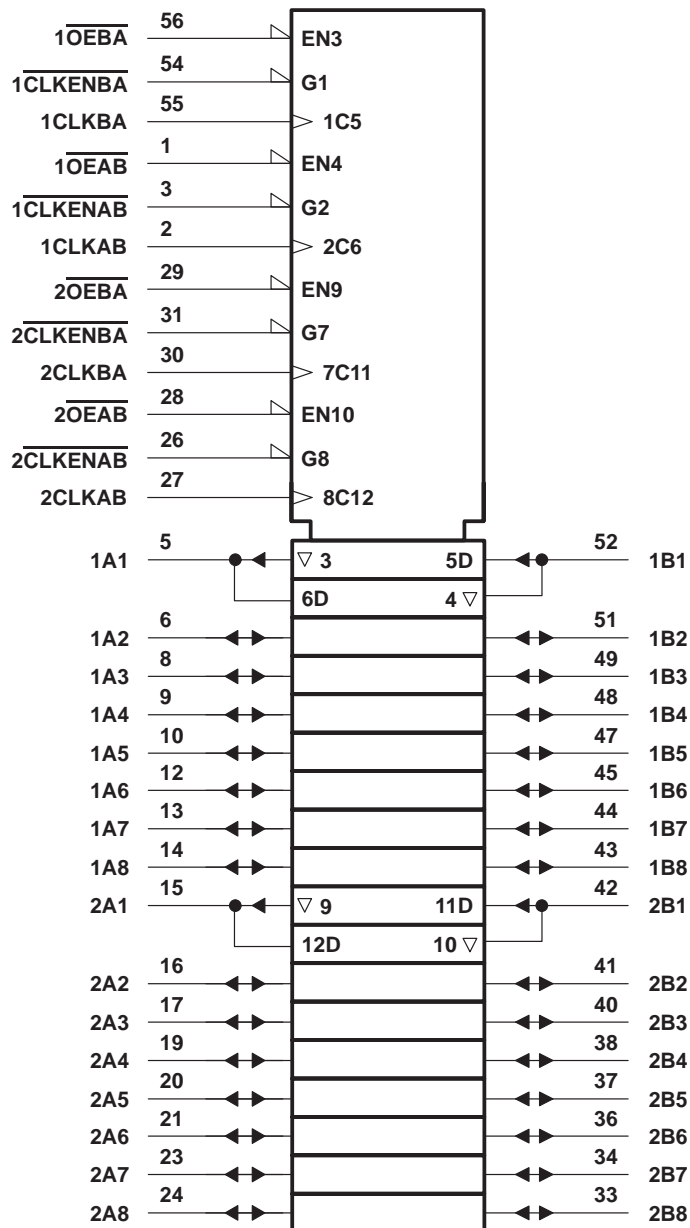 56
1OEBA EN3
54
1CLKENBA G1
55
1CLKBA 1C5
1
1OEAB EN4
3
1CLKENAB G2
2
1CLKAB 2C6
29
2OEBA EN9
31
2CLKENBA G7
30
2CLKBA 7C11
28
2OEAB EN10
26
2CLKENAB G8
27
2CLKAB 8C12
5 52
1A1 3 5D 1B1
6D 4
6 51
1A2 1B2
8 49
1A3 1B3
9 48
1A4 1B4
10 47
1A5 1B5
12 45
1A6 1B6
13 44
1A7 1B7
14 43
1A8 1B8
15 42
2A1 9 11D 2B1
12D 10
16 41
2A2 2B2
17 40
2A3 2B3
19 38
2A4 2B4
20 37
2A5 2B5
21 36
2A6 2B6
23 34
2A7 2B7
24 33
2A8 2B8